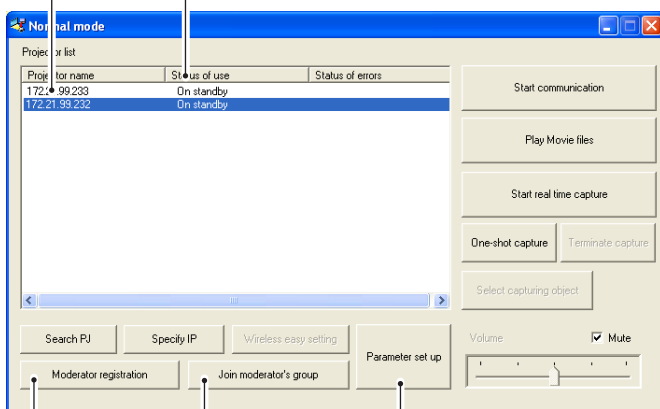 Normal mode
Projector list
Projector name Status of use Status of errors
172.21.99.233 On standby
172.21.99.232 On standby
Start communication
Play Movie files
Start real time capture
One-shot capture Terminate capture
Select capturing object
Search PJ Specify IP Wireless easy setting
Parameter set up
Volume Mute
Moderator registration Join moderator's group